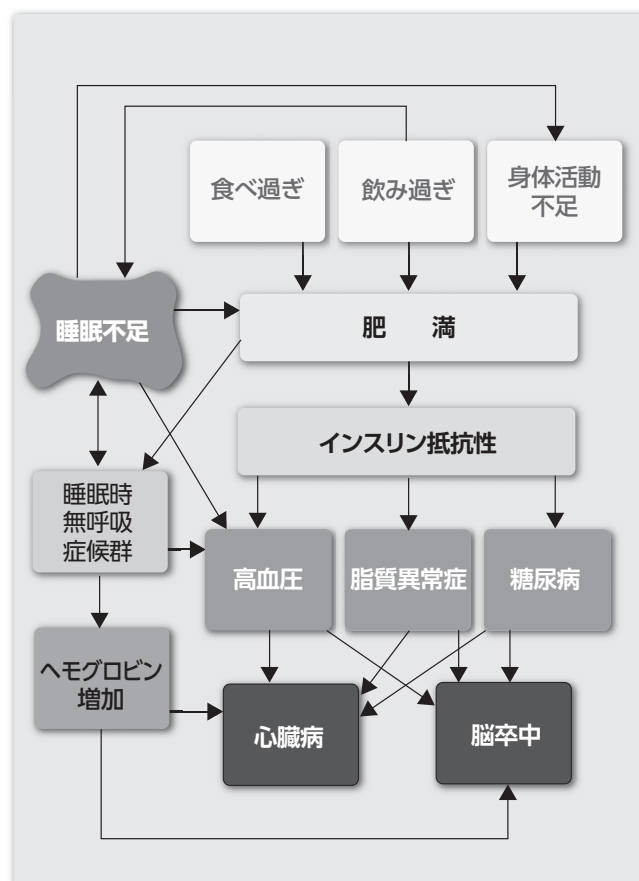 食べ過ぎ
飲み過ぎ
身体活動
不足
睡眠不足
肥　満
インスリン抵抗性
睡眠時
無呼吸
症候群
高血圧
脂質異常症
糖尿病
ヘモグロビン
増加
心臓病
脳卒中